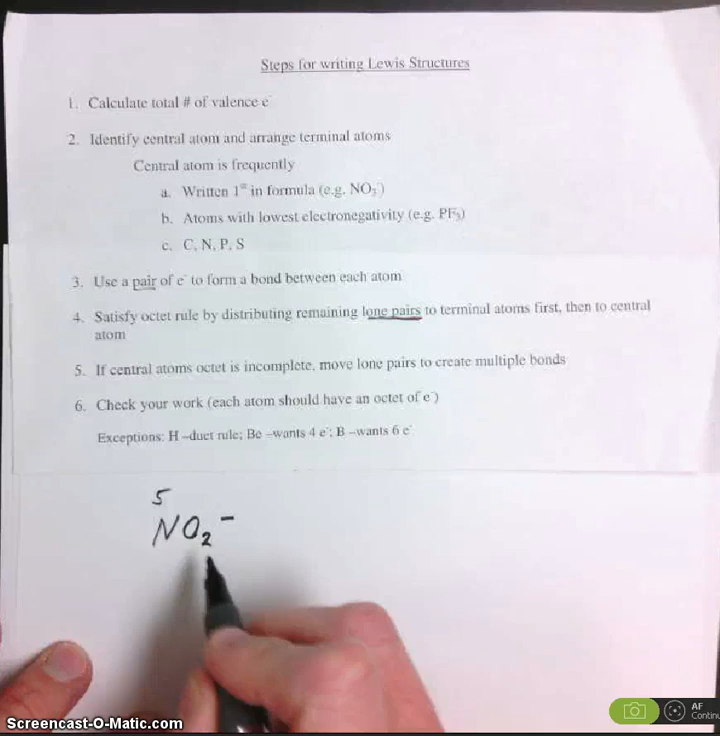 Steps for writing Lewis Structures
1. Calculate total # of valence e⁻
2. Identify central atom and arrange terminal atoms
Central atom is frequently
a. Written 1st in formula (e.g. NO₃⁻)
b. Atoms with lowest electronegativity (e.g. PF₅)
c. C, N, P, S
3. Use a pair of e⁻ to form a bond between each atom
4. Satisfy octet rule by distributing remaining lone pairs to terminal atoms first, then to central
atom
5. If central atoms octet is incomplete, move lone pairs to create multiple bonds
6. Check your work (each atom should have an octet of e⁻)
Exceptions: H –duet rule; Be –wants 4 e⁻; B –wants 6 e⁻
5
NO₂⁻
Screencast-O-Matic.com
AF
Continu